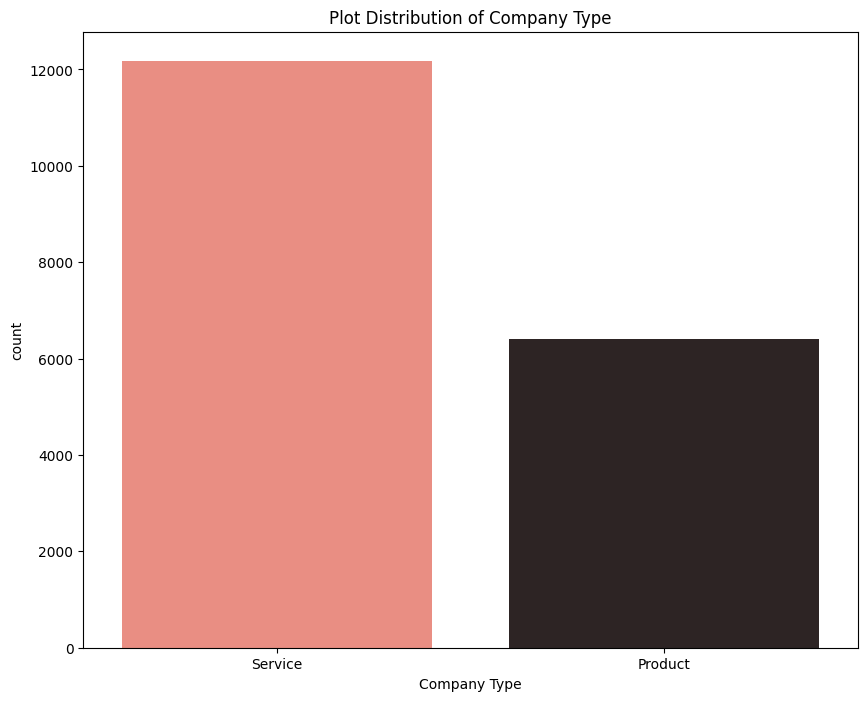 Plot Distribution of Company Type
12000
10000
8000
6000
4000
2000
0
count
Service
Product
Company Type